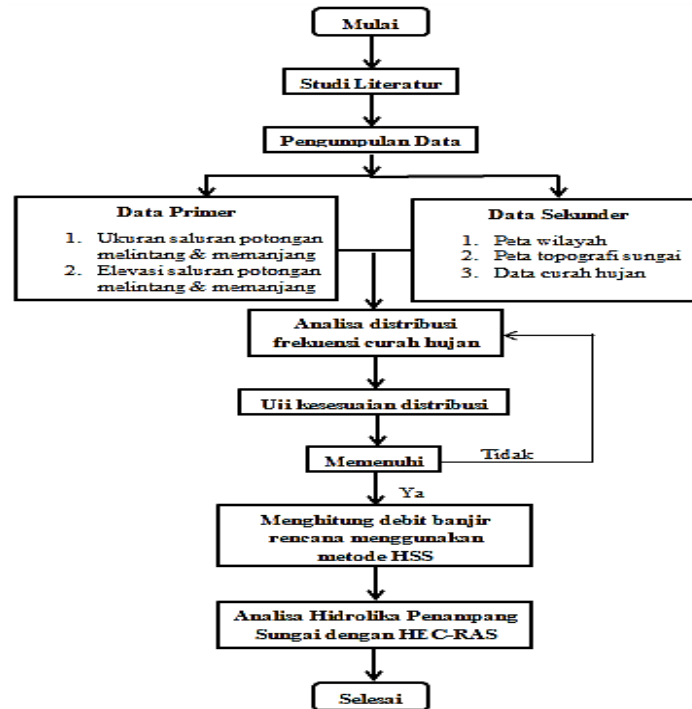 Mulai
Studi Literatur
Pengumpulan Data
Data Primer
1. Ukuran saluran potongan
melintang & memanjang
2. Elevasi saluran potongan
melintang & memanjang
Data Sekunder
1. Peta wilayah
2. Peta topografi sungai
3. Data curah hujan
Analisa distribusi
frekuensi curah hujan
Uji kesesuaian distribusi
Memenuhi
Tidak
Ya
Menghitung debit banjir
rencana menggunakan
metode HSS
Analisa Hidrolika Penampang
Sungai dengan HEC-RAS
Selesai